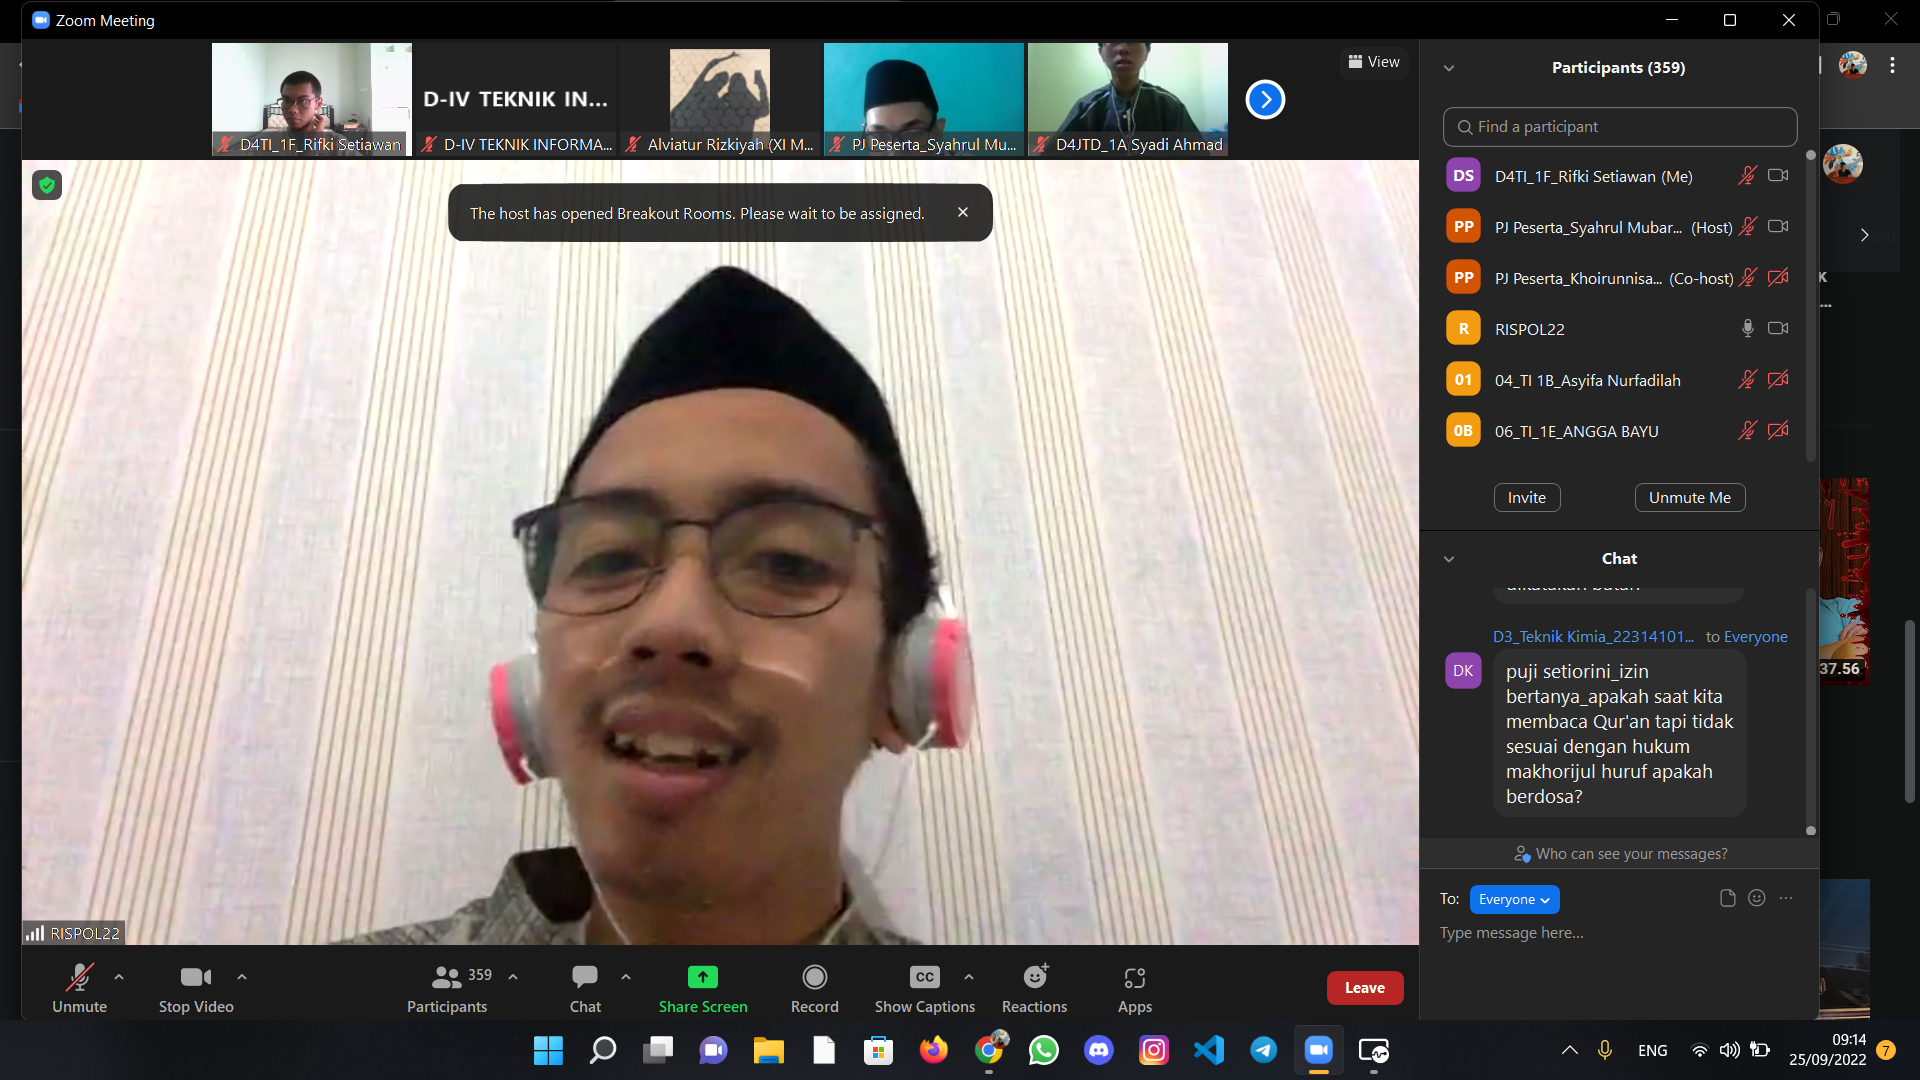 Zoom Meeting
D-IV TEKNIK IN...
D4TI_1F_Rifki Setiawan
D-IV TEKNIK INFORMA...
Alviatur Rizkiyah (XI M...
PJ Peserta_Syahrul Mu...
D4JTD_1A Syadi Ahmad
View
The host has opened Breakout Rooms. Please wait to be assigned.
RISPOL22
Participants (359)
Find a participant
DS D4TI_1F_Rifki Setiawan (Me)
PP PJ Peserta_Syahrul Mubar... (Host)
PP PJ Peserta_Khoirunnisa... (Co-host)
R RISPOL22
01 04_TI 1B_Asyifa Nurfadilah
0B 06_TI_1E_ANGGA BAYU
Invite
Unmute Me
Chat
D3_Teknik Kimia_22314101... to Everyone
DK
puji setiorini_izin
bertanya_apakah saat kita
membaca Qur'an tapi tidak
sesuai dengan hukum
makhorijul huruf apakah
berdosa?
Who can see your messages?
To: Everyone
Type message here...
Unmute
Stop Video
359
Participants
Chat
Share Screen
Record
CC
Show Captions
Reactions
Apps
Leave
K
...
37.56
ENG
09:14
25/09/2022
7